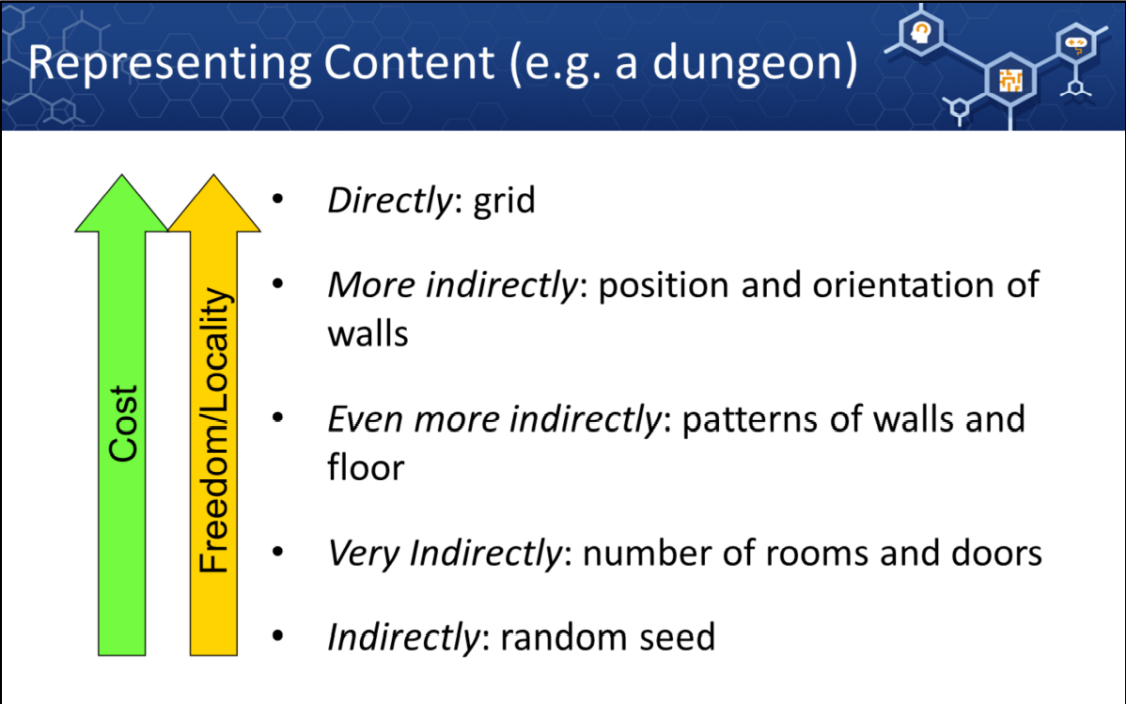 Representing Content (e.g. a dungeon)
Cost
Freedom/Locality
• Directly: grid
• More indirectly: position and orientation of
walls
• Even more indirectly: patterns of walls and
floor
• Very Indirectly: number of rooms and doors
• Indirectly: random seed